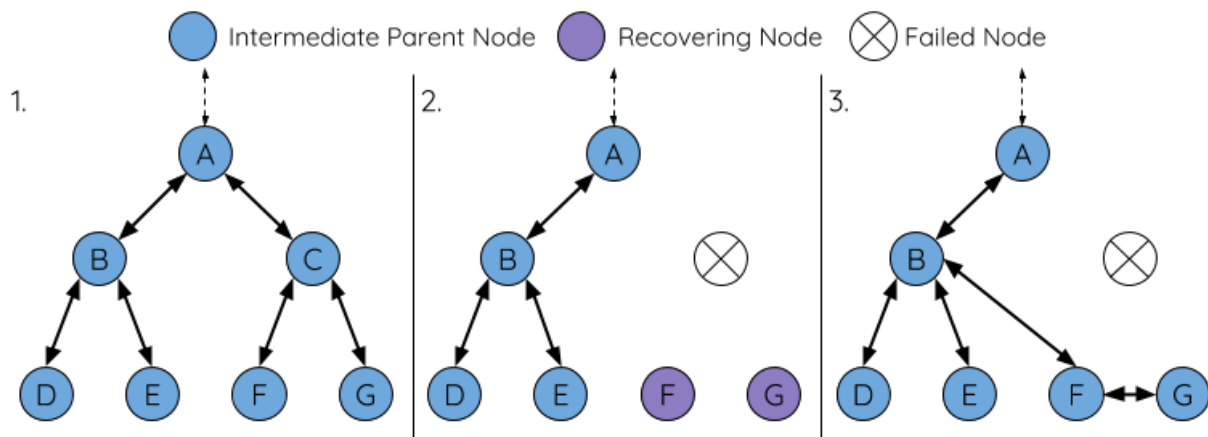 Intermediate Parent Node Recovering Node Failed Node
1. 2. 3.
A A A
B C B B
D E F G D E F G D E F G